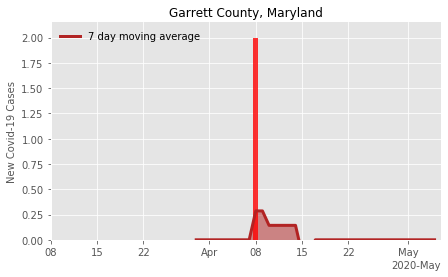 Garrett County, Maryland
7 day moving average
New Covid-19 Cases
2.00
1.75
1.50
1.25
1.00
0.75
0.50
0.25
0.00
08 15 22 Apr 08 15 22 May
2020-May